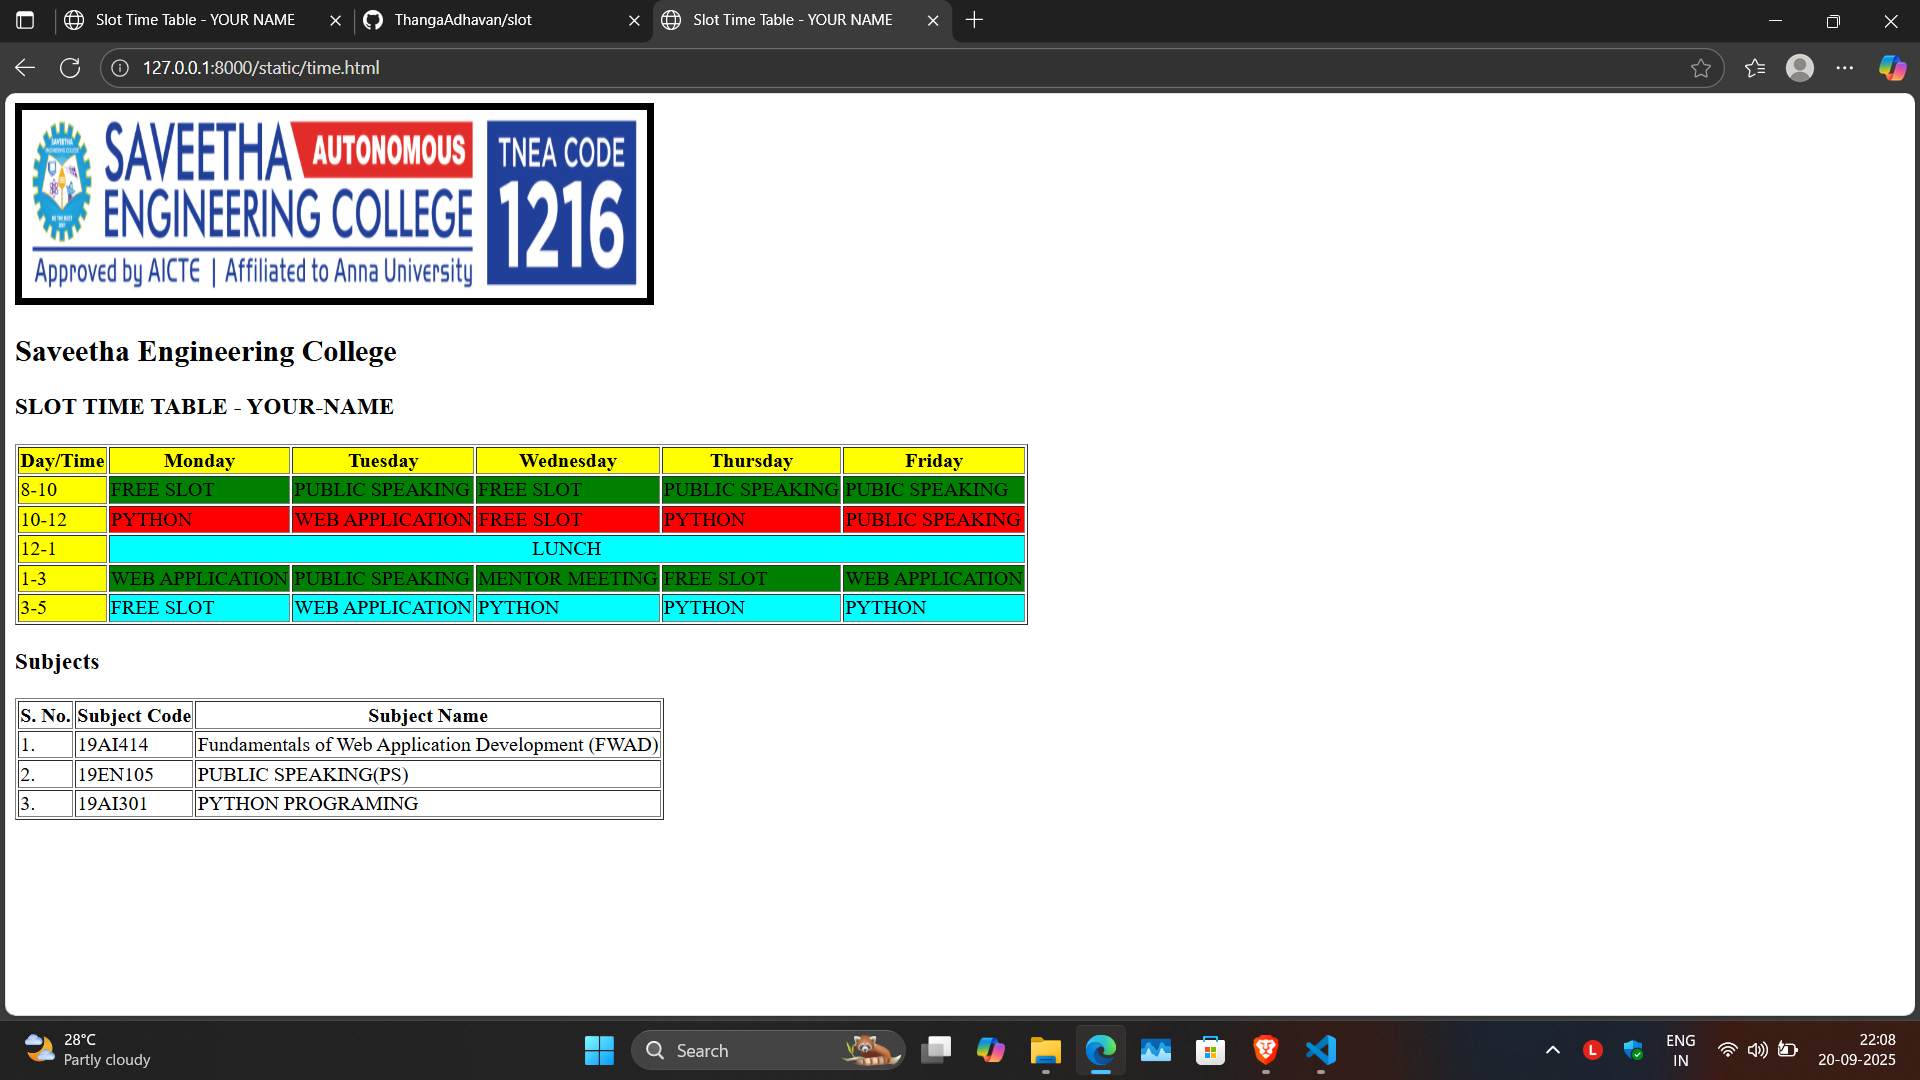 Slot Time Table - YOUR NAME
ThangaAdhavan/slot
Slot Time Table - YOUR NAME
127.0.0.1:8000/static/time.html
SAVEETHA AUTONOMOUS
ENGINEERING COLLEGE
Approved by AICTE | Affiliated to Anna University
TNEA CODE
1216
Saveetha Engineering College
SLOT TIME TABLE - YOUR-NAME
Day/Time Monday Tuesday Wednesday Thursday Friday
8-10 FREE SLOT PUBLIC SPEAKING FREE SLOT PUBLIC SPEAKING PUBIC SPEAKING
10-12 PYTHON WEB APPLICATION FREE SLOT PYTHON PUBLIC SPEAKING
12-1 LUNCH
1-3 WEB APPLICATION PUBLIC SPEAKING MENTOR MEETING FREE SLOT WEB APPLICATION
3-5 FREE SLOT WEB APPLICATION PYTHON PYTHON PYTHON
Subjects
S. No. Subject Code Subject Name
1. 19AI414 Fundamentals of Web Application Development (FWAD)
2. 19EN105 PUBLIC SPEAKING(PS)
3. 19AI301 PYTHON PROGRAMING
28°C
Partly cloudy
Search
L
ENG
IN
22:08
20-09-2025